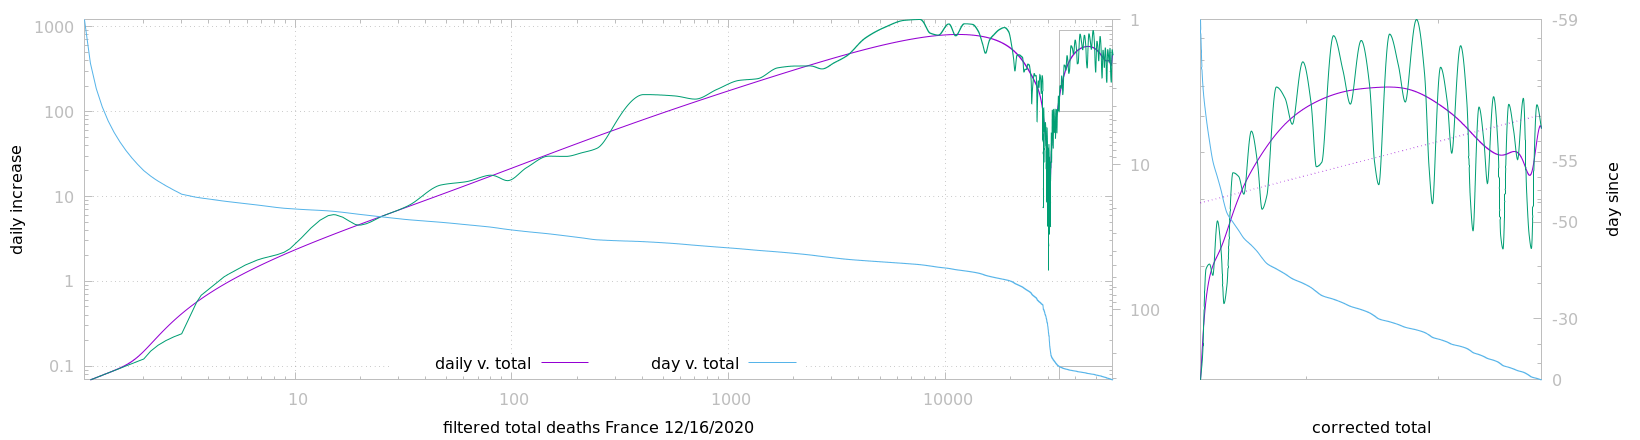 1000
100
10
1
0.1
daily increase
10
100
1000
10000
filtered total deaths France 12/16/2020
daily v. total
day v. total
1
10
100
-59
-55
-50
-30
0
day since
corrected total